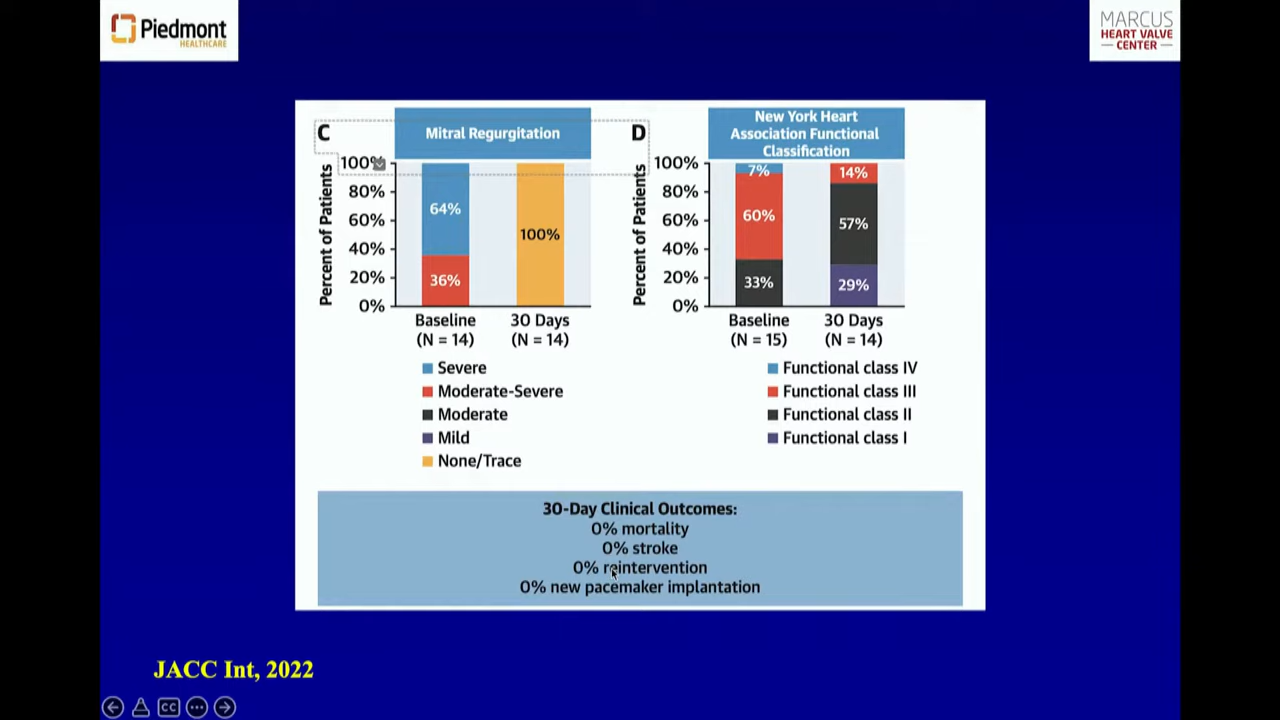 Piedmont
HEALTHCARE
MARCUS
HEART VALVE
CENTER
C
Mitral Regurgitation
Percent of Patients
100%
80%
60%
40%
20%
0%
64%
36%
100%
Baseline
(N = 14)
30 Days
(N = 14)
Severe
Moderate-Severe
Moderate
Mild
None/Trace
D
New York Heart
Association Functional
Classification
Percent of Patients
100%
80%
60%
40%
20%
0%
7%
60%
33%
14%
57%
29%
Baseline
(N = 15)
30 Days
(N = 14)
Functional class IV
Functional class III
Functional class II
Functional class I
30-Day Clinical Outcomes:
0% mortality
0% stroke
0% reintervention
0% new pacemaker implantation
JACC Int, 2022
CC